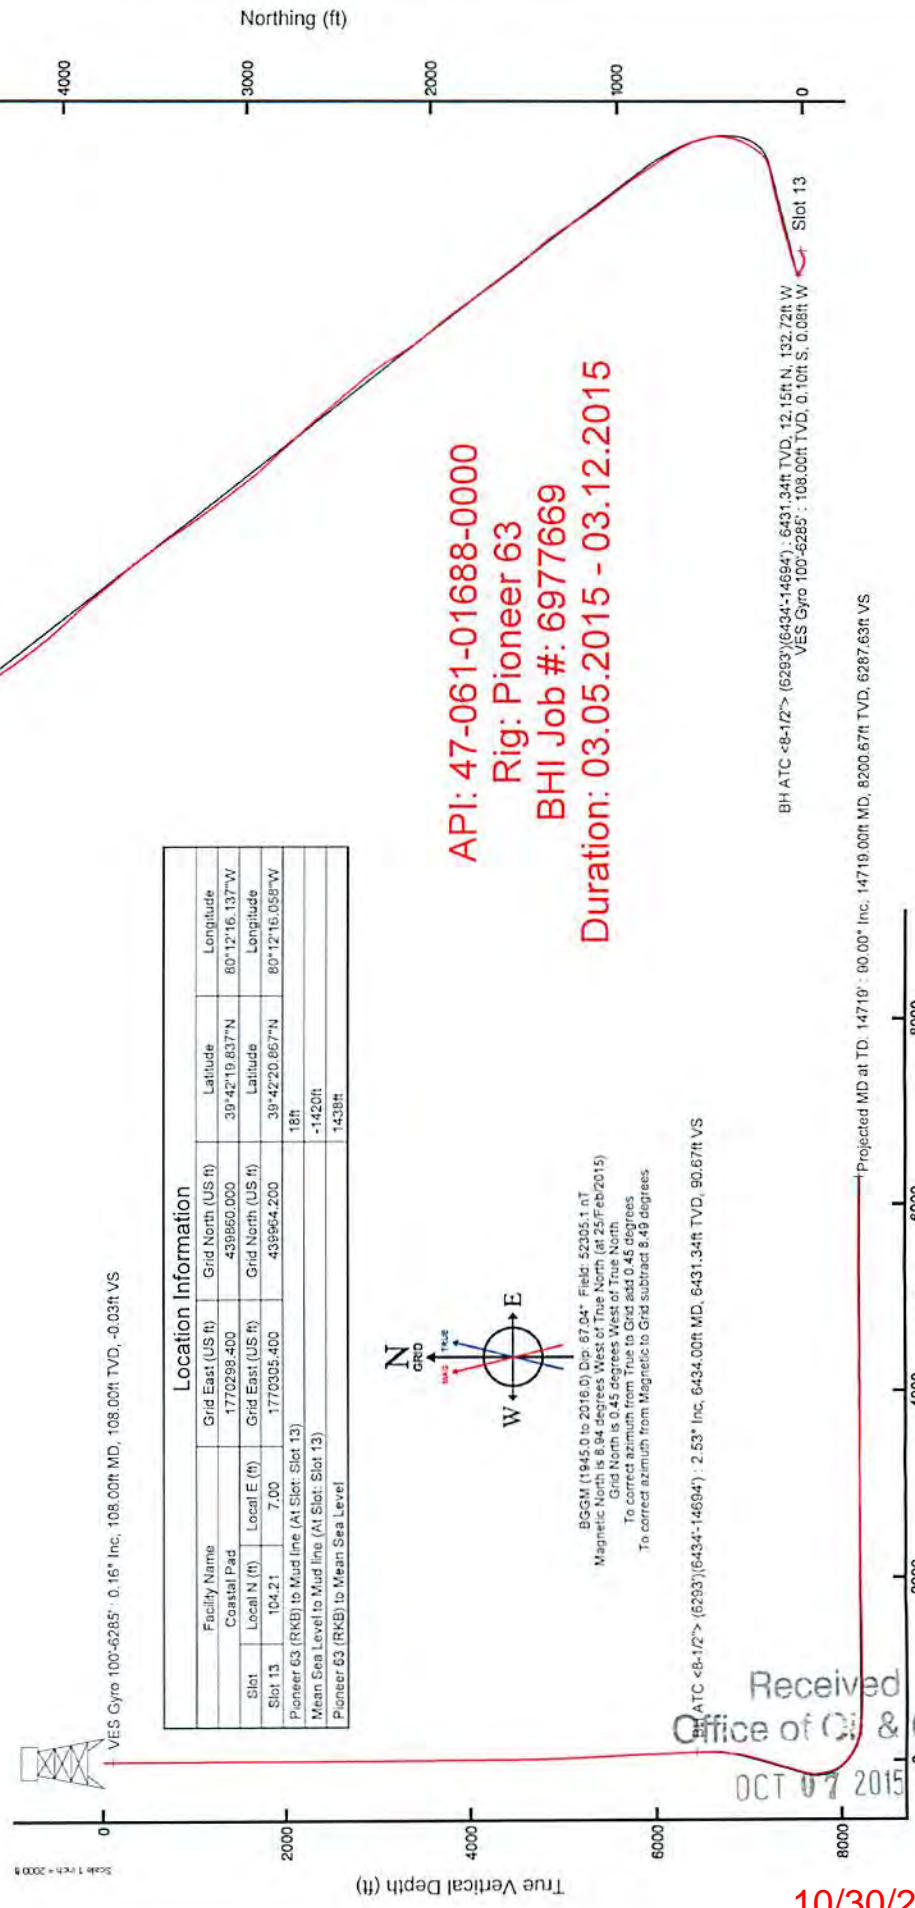 Northing (ft)
4000
3000
2000
1000
0
Slot 13
BH ATC <8-1/2"> (6293')(6434'-14694') : 6431.34ft TVD, 12.15ft N, 132.72ft W
VES Gyro 100'-6285' : 108.00ft TVD, 0.10ft S, 0.08ft W
API: 47-061-01688-0000
Rig: Pioneer 63
BHI Job #: 6977669
Duration: 03.05.2015 - 03.12.2015
Location Information
Facility Name Grid East (US ft) Grid North (US ft) Latitude Longitude
Coastal Pad 1770298.400 439860.000 39°42'19.837"N 80°12'16.137"W
Slot Local N (ft) Local E (ft) Grid East (US ft) Grid North (US ft) Latitude Longitude
Slot 13 104.21 7.00 1770305.400 439964.200 39°42'20.867"N 80°12'16.058"W
Pioneer 63 (RKB) to Mud line (At Slot: Slot 13) 18ft
Mean Sea Level to Mud line (At Slot: Slot 13) -1420ft
Pioneer 63 (RKB) to Mean Sea Level 1438ft
N
GRID
MAG
TRUE
W
E
BGGM (1945.0 to 2016.0) Dip: 67.04° Field: 52305.1 nT
Magnetic North is 8.94 degrees West of True North (at 25/Feb/2015)
Grid North is 0.45 degrees West of True North
To correct azimuth from True to Grid add 0.45 degrees
To correct azimuth from Magnetic to Grid subtract 8.49 degrees
VES Gyro 100'-6285' : 0.16° Inc, 108.00ft MD, 108.00ft TVD, -0.03ft VS
BH ATC <8-1/2"> (6293')(6434'-14694') : 2.53° Inc, 6434.00ft MD, 6431.34ft TVD, 90.67ft VS
Projected MD at TD: 14719' : 90.00° Inc, 14719.00ft MD, 8200.67ft TVD, 6287.63ft VS
Scale 1 inch = 2000 ft
True Vertical Depth (ft)
0
2000
4000
6000
8000
Received
Office of Oil &
OCT 07 2015
10/30/2